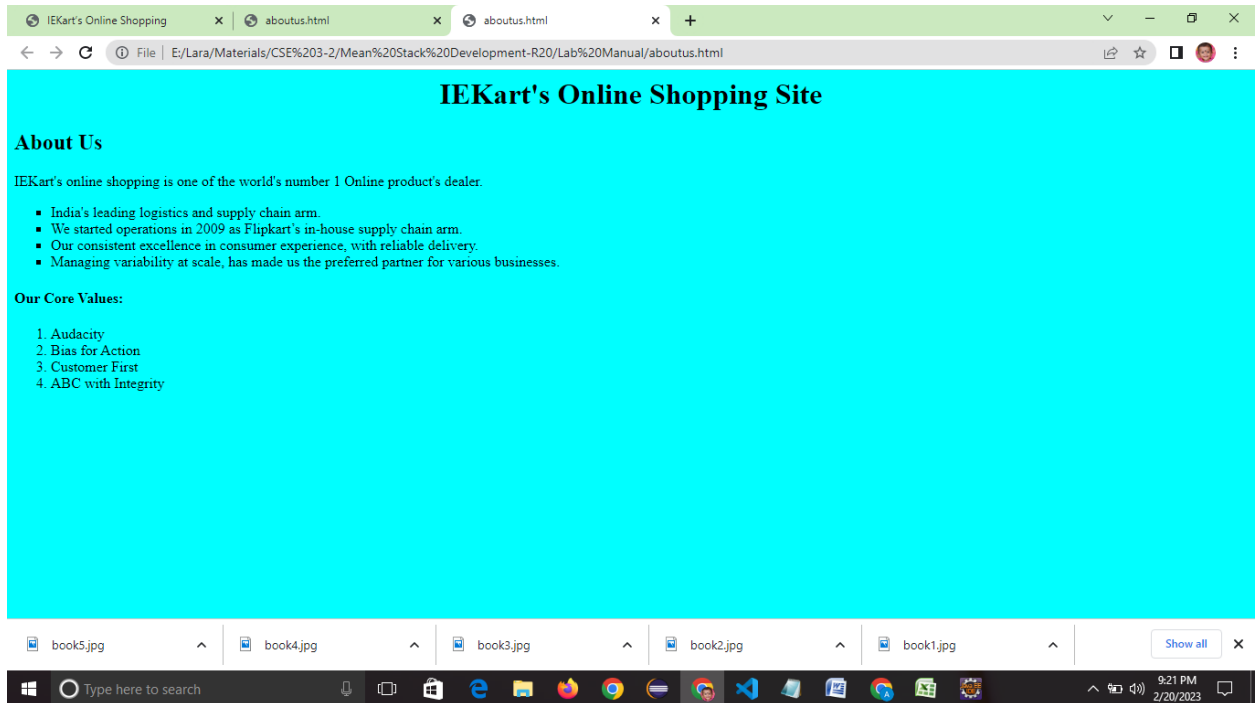 IEKart's Online Shopping
aboutus.html
aboutus.html
File
E:/Lara/Materials/CSE%203-2/Mean%20Stack%20Development-R20/Lab%20Manual/aboutus.html
IEKart's Online Shopping Site
About Us
IEKart's online shopping is one of the world's number 1 Online product's dealer.
India's leading logistics and supply chain arm.
We started operations in 2009 as Flipkart’s in-house supply chain arm.
Our consistent excellence in consumer experience, with reliable delivery.
Managing variability at scale, has made us the preferred partner for various businesses.
Our Core Values:
1. Audacity
2. Bias for Action
3. Customer First
4. ABC with Integrity
book5.jpg
book4.jpg
book3.jpg
book2.jpg
book1.jpg
Show all
Type here to search
9:21 PM
2/20/2023